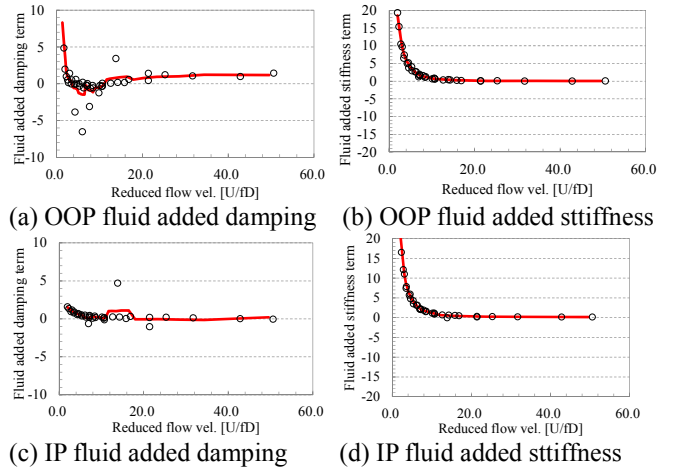 Fluid added damping term
10
5
0
-5
-10
0.0 20.0 40.0 60.0
Reduced flow vel. [U/fD]
(a) OOP fluid added damping
Fluid added stiffness term
20
15
10
5
0
-5
-10
-15
-20
0.0 20.0 40.0 60.0
Reduced flow vel. [U/fD]
(b) OOP fluid added sttiffness
Fluid added damping term
10
5
0
-5
-10
0.0 20.0 40.0 60.0
Reduced flow vel. [U/fD]
(c) IP fluid added damping
Fluid added stiffness term
20
15
10
5
0
-5
-10
-15
-20
0.0 20.0 40.0 60.0
Reduced flow vel. [U/fD]
(d) IP fluid added sttiffness